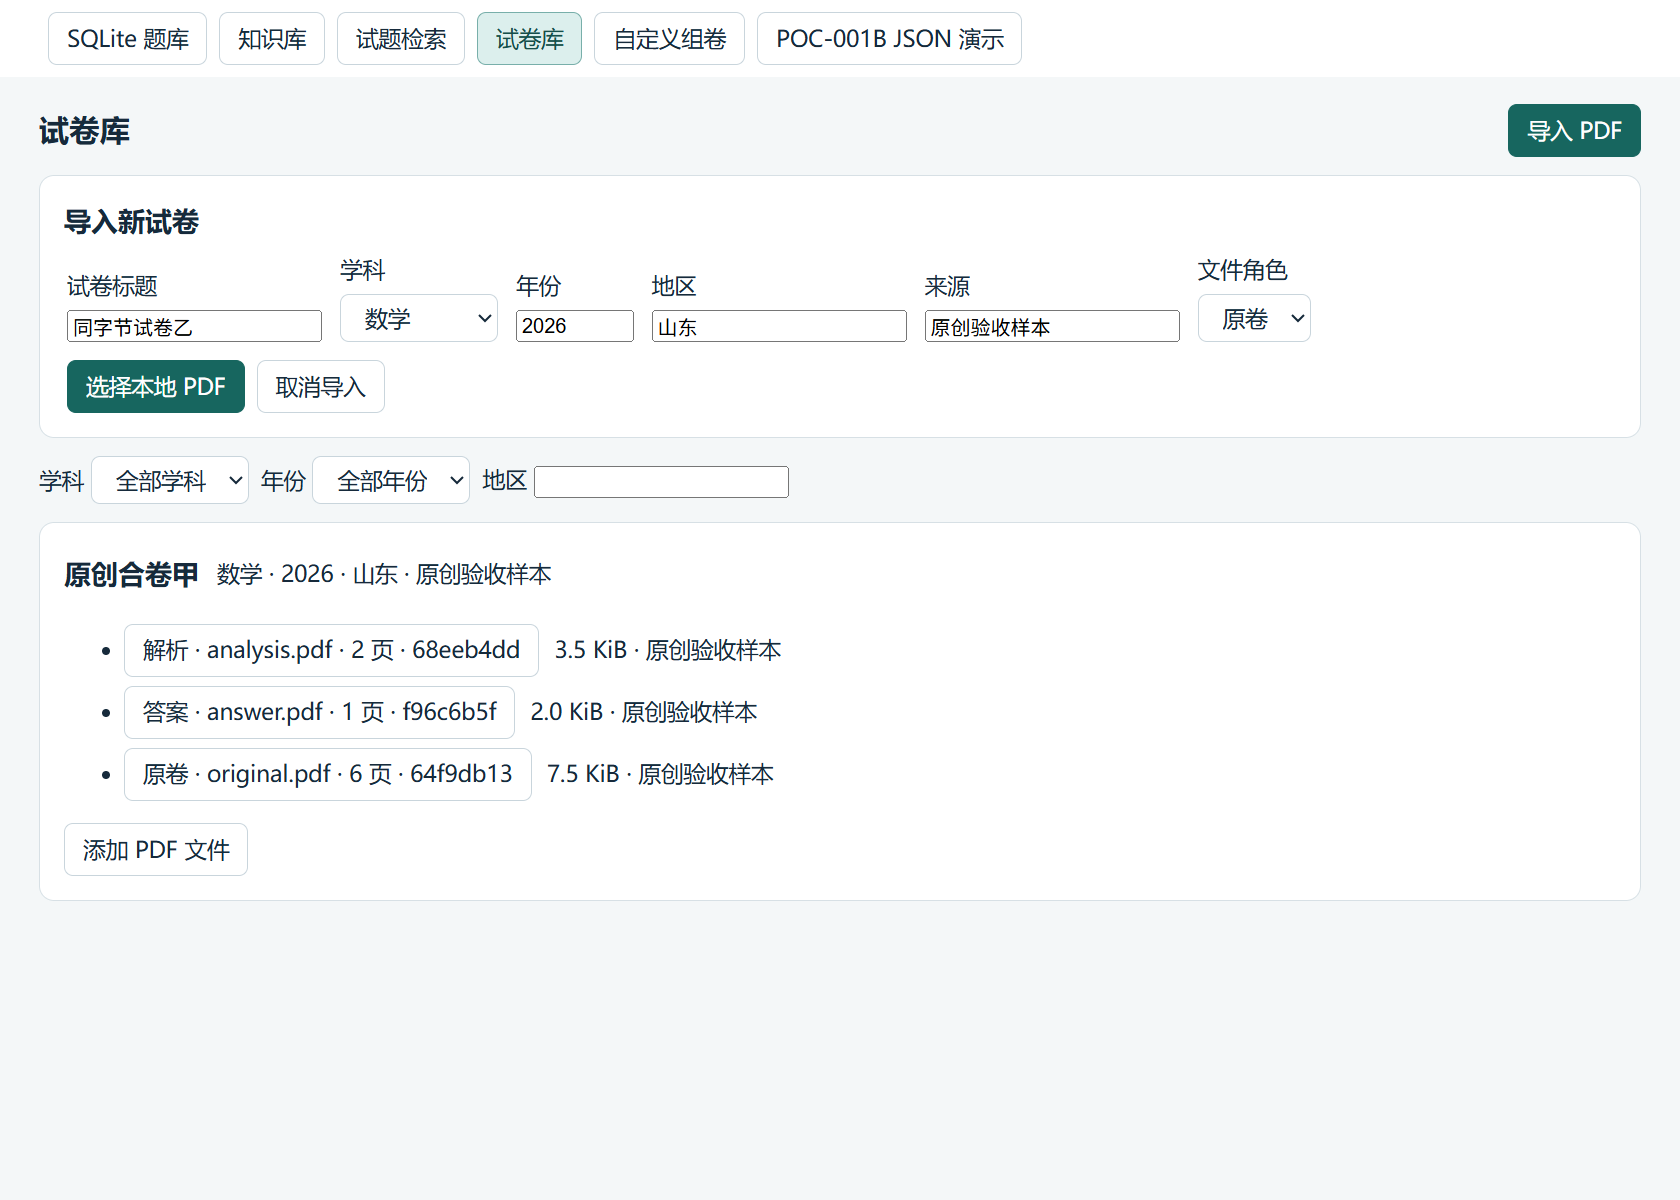 SQLite 题库 知识库 试题检索 试卷库 自定义组卷 POC-001B JSON 演示
试卷库 导入 PDF
导入新试卷
试卷标题 学科 年份 地区 来源 文件角色
同字节试卷乙 数学 2026 山东 原创验收样本 原卷
选择本地 PDF 取消导入
学科 全部学科 年份 全部年份 地区
原创合卷甲 数学 · 2026 · 山东 · 原创验收样本
解析 · analysis.pdf · 2 页 · 68eeb4dd 3.5 KiB · 原创验收样本
答案 · answer.pdf · 1 页 · f96c6b5f 2.0 KiB · 原创验收样本
原卷 · original.pdf · 6 页 · 64f9db13 7.5 KiB · 原创验收样本
添加 PDF 文件